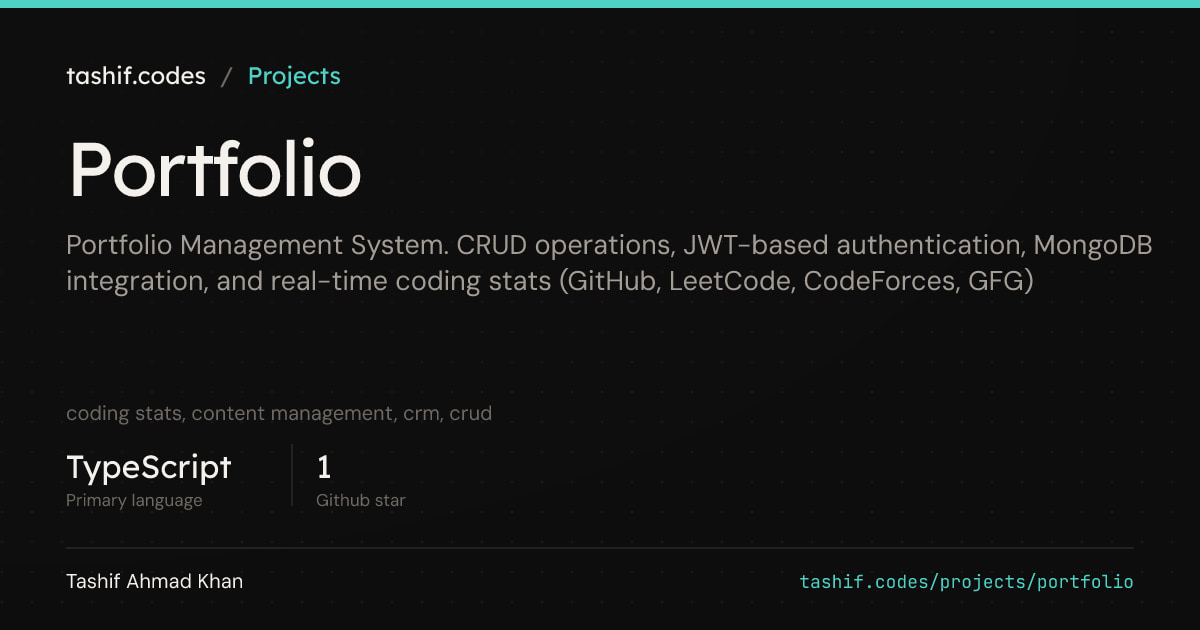 tashif.codes / Projects
Portfolio
Portfolio Management System. CRUD operations, JWT-based authentication, MongoDB
integration, and real-time coding stats (GitHub, LeetCode, CodeForces, GFG)
coding stats, content management, crm, crud
TypeScript
Primary language
1
Github star
Tashif Ahmad Khan
tashif.codes/projects/portfolio